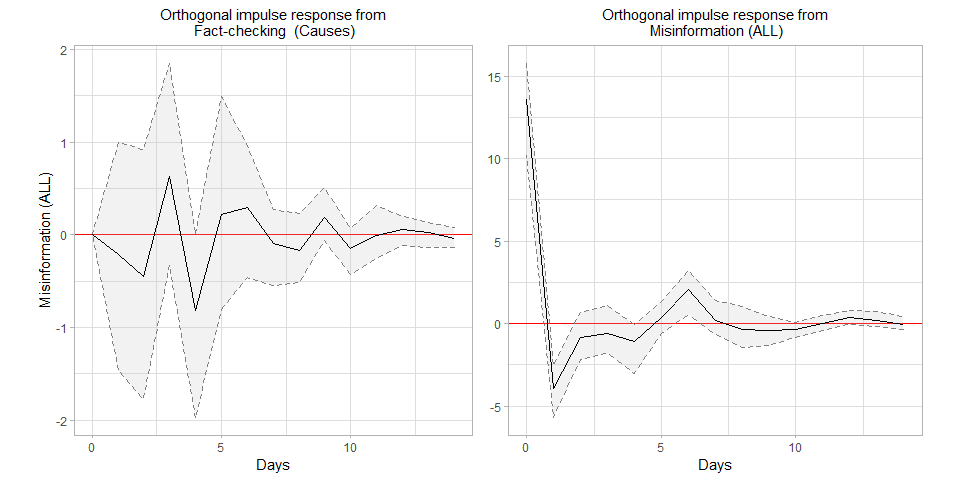 Orthogonal impulse response from
Fact-checking (Causes)
Misinformation (ALL)
2
1
0
-1
-2
0
5
10
Days
Orthogonal impulse response from
Misinformation (ALL)
15
10
5
0
-5
0
5
10
Days